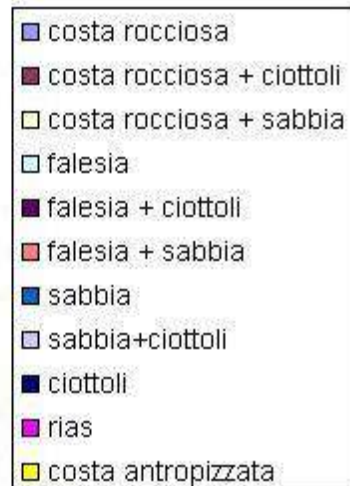 costa rocciosa
costa rocciosa + ciottoli
costa rocciosa + sabbia
falesia
falesia + ciottoli
falesia + sabbia
sabbia
sabbia+ciottoli
ciottoli
rias
costa antropizzata